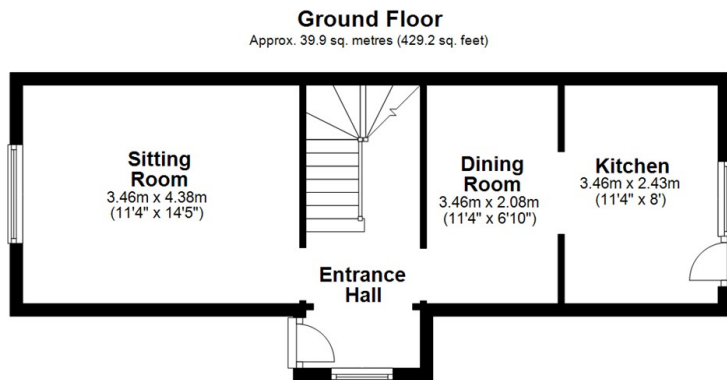 Ground Floor
Approx. 39.9 sq. metres (429.2 sq. feet)
Sitting
Room
3.46m x 4.38m
(11'4" x 14'5")
Dining
Room
3.46m x 2.08m
(11'4" x 6'10")
Kitchen
3.46m x 2.43m
(11'4" x 8')
Entrance
Hall